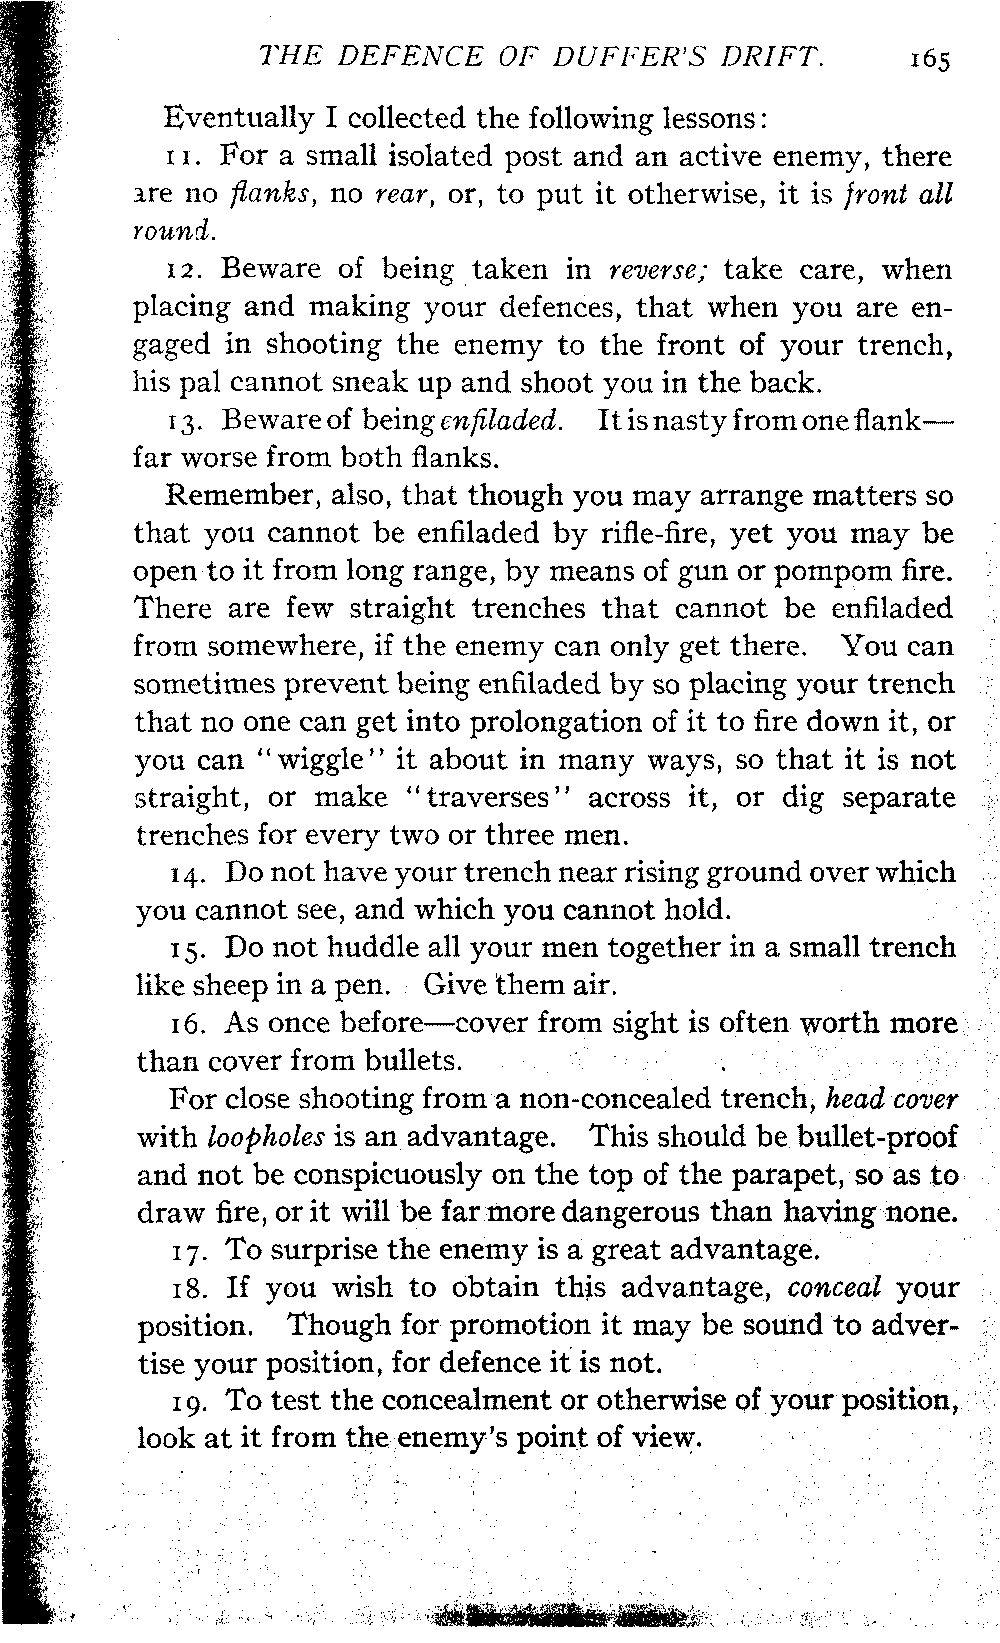 THE DEFENCE OF DUFFER'S DRIFT. 165
Eventually I collected the following lessons:
11. For a small isolated post and an active enemy, there
are no flanks, no rear, or, to put it otherwise, it is front all
round.
12. Beware of being taken in reverse; take care, when
placing and making your defences, that when you are en-
gaged in shooting the enemy to the front of your trench,
his pal cannot sneak up and shoot you in the back.
13. Beware of being enfiladed. It is nasty from one flank—
far worse from both flanks.
Remember, also, that though you may arrange matters so
that you cannot be enfiladed by rifle-fire, yet you may be
open to it from long range, by means of gun or pompom fire.
There are few straight trenches that cannot be enfiladed
from somewhere, if the enemy can only get there. You can
sometimes prevent being enfiladed by so placing your trench
that no one can get into prolongation of it to fire down it, or
you can "wiggle" it about in many ways, so that it is not
straight, or make "traverses" across it, or dig separate
trenches for every two or three men.
14. Do not have your trench near rising ground over which
you cannot see, and which you cannot hold.
15. Do not huddle all your men together in a small trench
like sheep in a pen. Give them air.
16. As once before—cover from sight is often worth more
than cover from bullets.
For close shooting from a non-concealed trench, head cover
with loopholes is an advantage. This should be bullet-proof
and not be conspicuously on the top of the parapet, so as to
draw fire, or it will be far more dangerous than having none.
17. To surprise the enemy is a great advantage.
18. If you wish to obtain this advantage, conceal your
position. Though for promotion it may be sound to adver-
tise your position, for defence it is not.
19. To test the concealment or otherwise of your position,
look at it from the enemy's point of view.